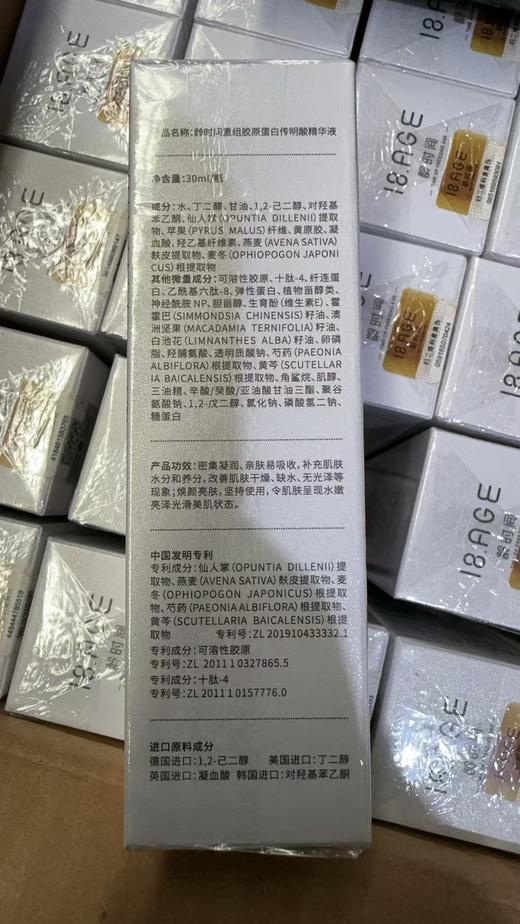 产品名称:龄时间重组胶原蛋白传明酸精华液
净含量:30ml/瓶
成分:水、丁二醇、甘油、1,2-己二醇、对羟基
苯乙酮、仙人掌(OPUNTIA DILLENII)提取
物、苹果(PYRUS MALUS)纤维、黄原胶、凝
血酸、羟乙基纤维素、燕麦(AVENA SATIVA)
麸皮提取物、麦冬(OPHIOPOGON JAPONI
CUS)根提取物
其他微量成分:可溶性胶原、十肽-4、纤连蛋
白、乙酰基六肽-8、弹性蛋白、植物甾醇类、
神经酰胺NP、胆甾醇、生育酚(维生素E)、霍
霍巴(SIMMONDSIA CHINENSIS)籽油、澳
洲坚果(MACADAMIA TERNIFOLIA)籽油、
白池花(LIMNANTHES ALBA)籽油、卵磷
脂、羟脯氨酸、透明质酸钠、芍药(PAEONIA
ALBIFLORA)根提取物、黄芩(SCUTELLAR
IA BAICALENSIS)根提取物、角鲨烷、肌醇、
三油精、辛酸/癸酸/亚油酸甘油三酯、聚谷
氨酸钠、1,2-戊二醇、氯化钠、磷酸氢二钠、
糖蛋白
产品功效:密集凝润、亲肤易吸收,补充肌肤
水分和养分,改善肌肤干燥、缺水、无光泽等
现象;焕颜亮肤,坚持使用,令肌肤呈现水嫩
亮泽光滑美肌状态。
中国发明专利
专利成分:仙人掌(OPUNTIA DILLENII)提
取物、燕麦(AVENA SATIVA)麸皮提取物、麦
冬(OPHIOPOGON JAPONICUS)根提取
物、芍药(PAEONIA ALBIFLORA)根提取物、
黄芩(SCUTELLARIA BAICALENSIS)根提
取物 专利号:ZL 201910433332.1
专利成分:可溶性胶原
专利号:ZL 2011 1 0327865.5
专利成分:十肽-4
专利号:ZL 2011 1 0157776.0
进口原料成分
德国进口:1,2-己二醇 美国进口:丁二醇
英国进口:凝血酸 韩国进口:对羟基苯乙酮
18.AGE
龄时间
18.AGE
龄时间
18.AGE
龄时间
18.AGE